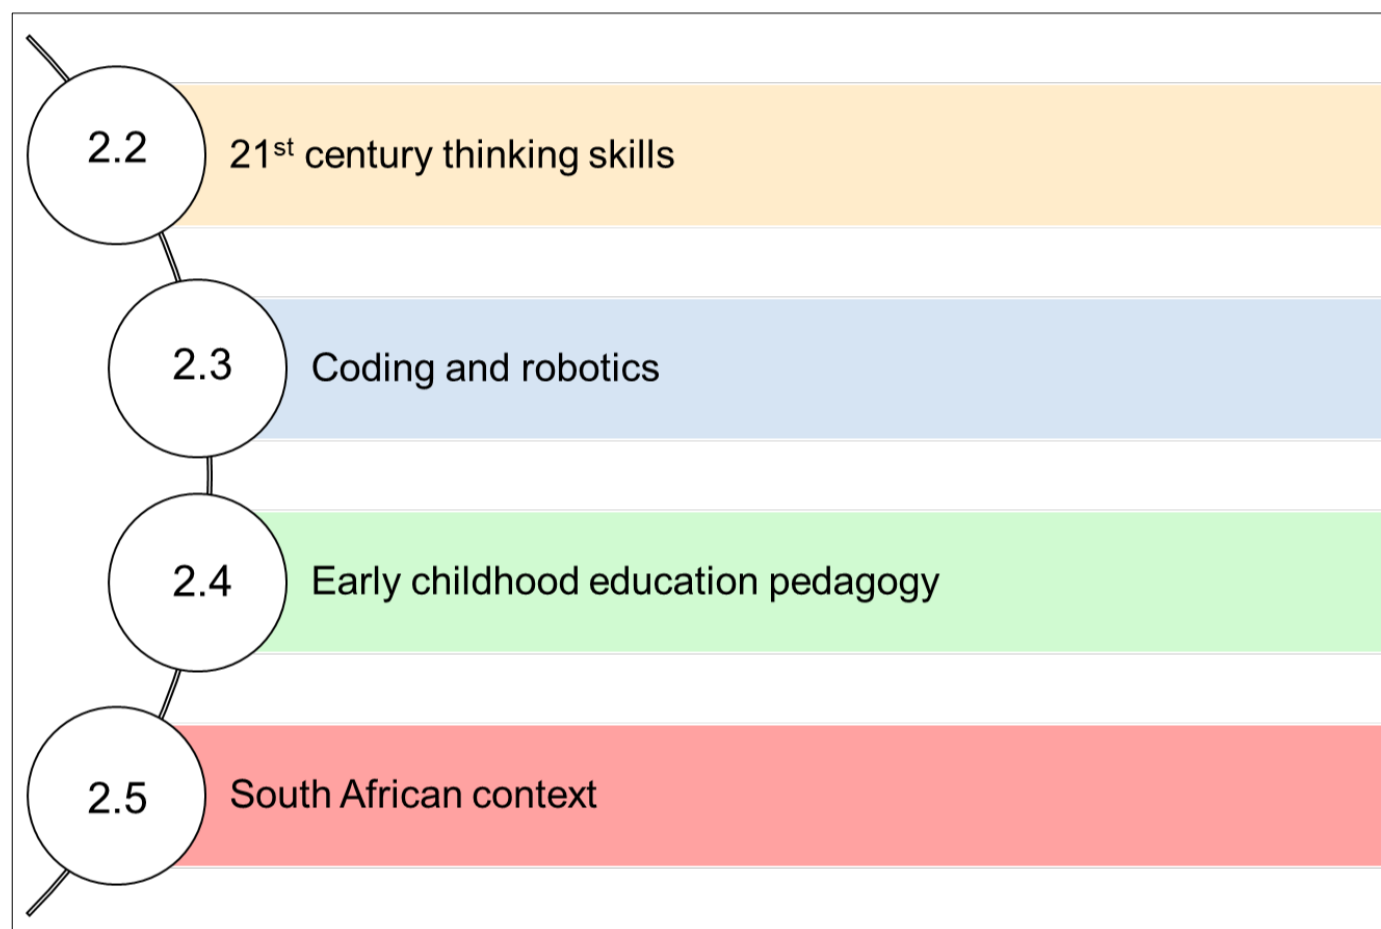 2.2
21st century thinking skills
2.3
Coding and robotics
2.4
Early childhood education pedagogy
2.5
South African context